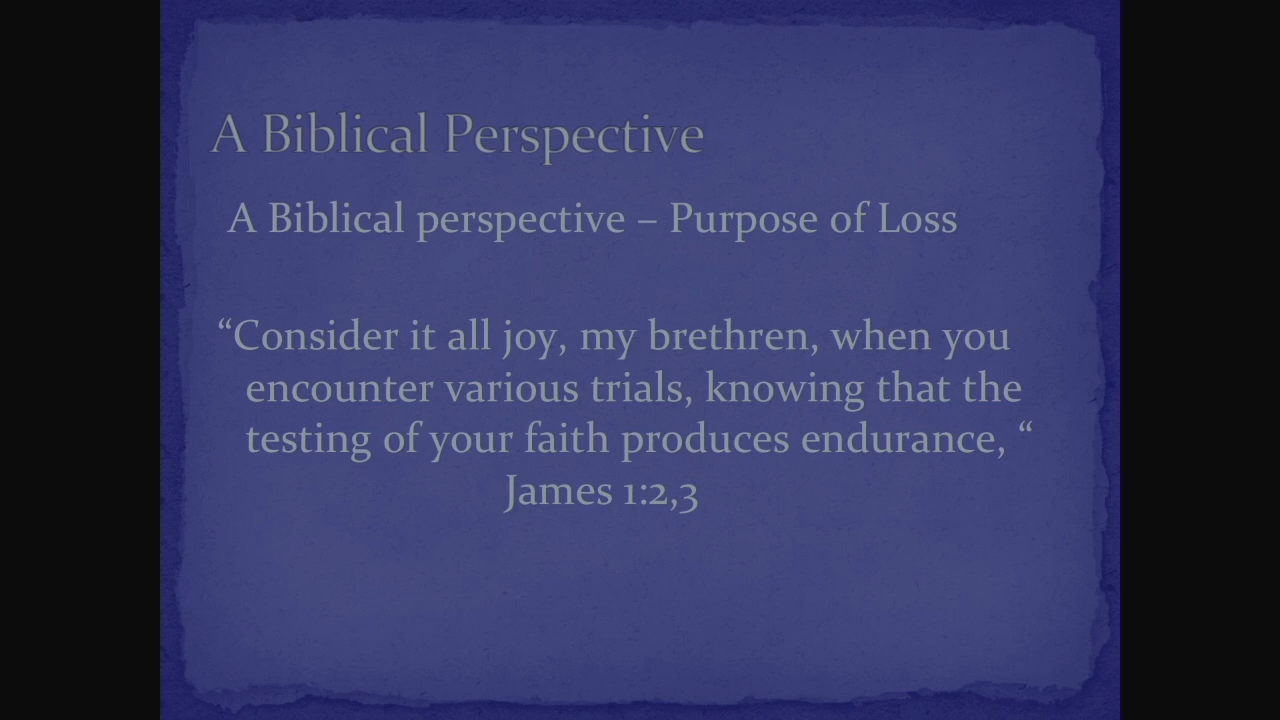 A Biblical Perspective
A Biblical perspective – Purpose of Loss
“Consider it all joy, my brethren, when you
encounter various trials, knowing that the
testing of your faith produces endurance, “
James 1:2,3